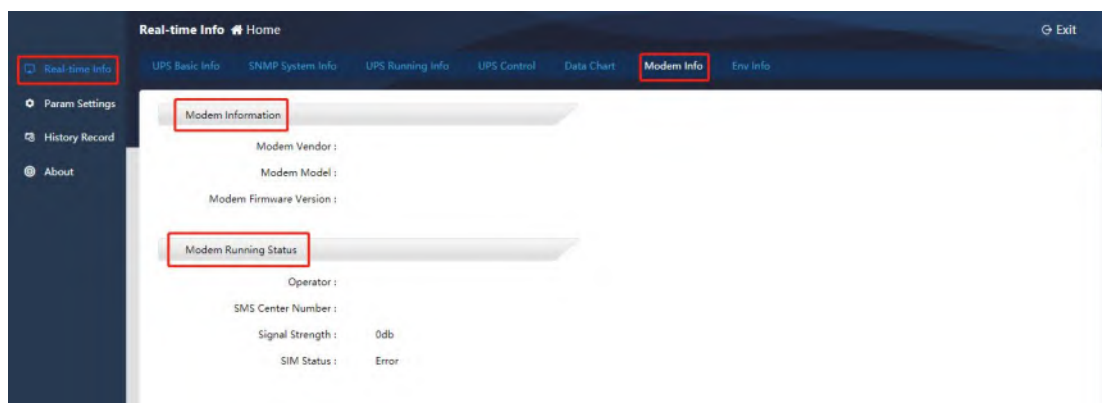 Real-time Info Home Exit
Real-time Info
Param Settings
History Record
About
UPS Basic Info SNMP System Info UPS Running Info UPS Control Data Chart Modem Info Env Info
Modem Information
Modem Vendor :
Modem Model :
Modem Firmware Version :
Modem Running Status
Operator :
SMS Center Number :
Signal Strength : 0db
SIM Status : Error